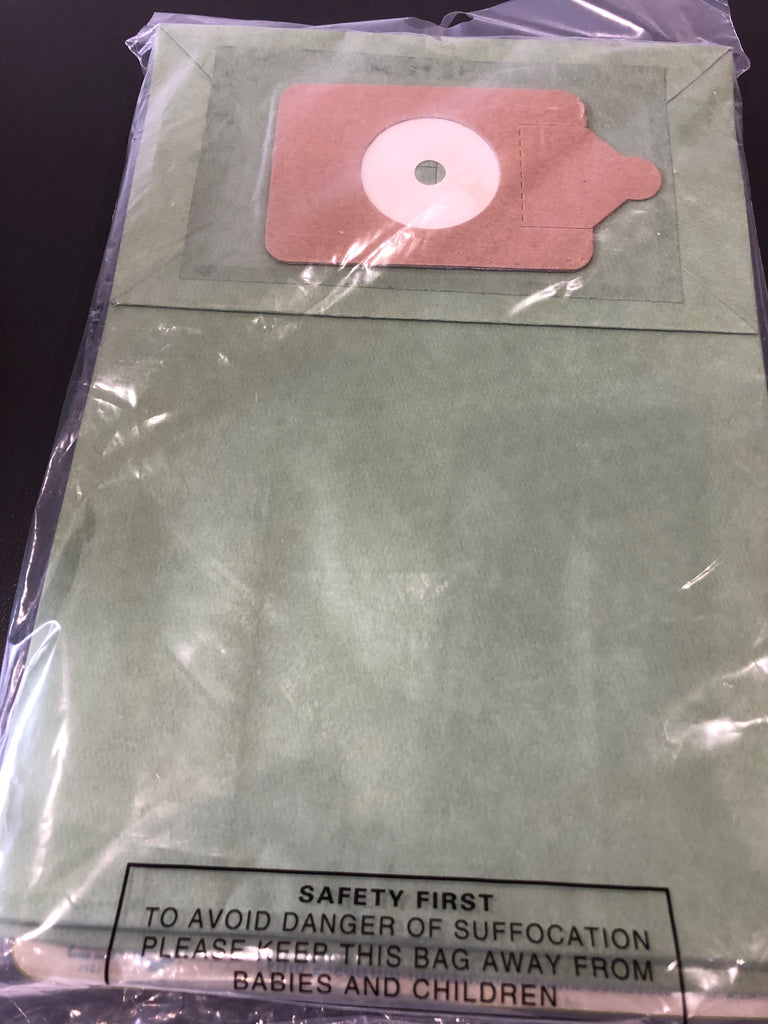 SAFETY FIRST
TO AVOID DANGER OF SUFFOCATION
PLEASE KEEP THIS BAG AWAY FROM
BABIES AND CHILDREN